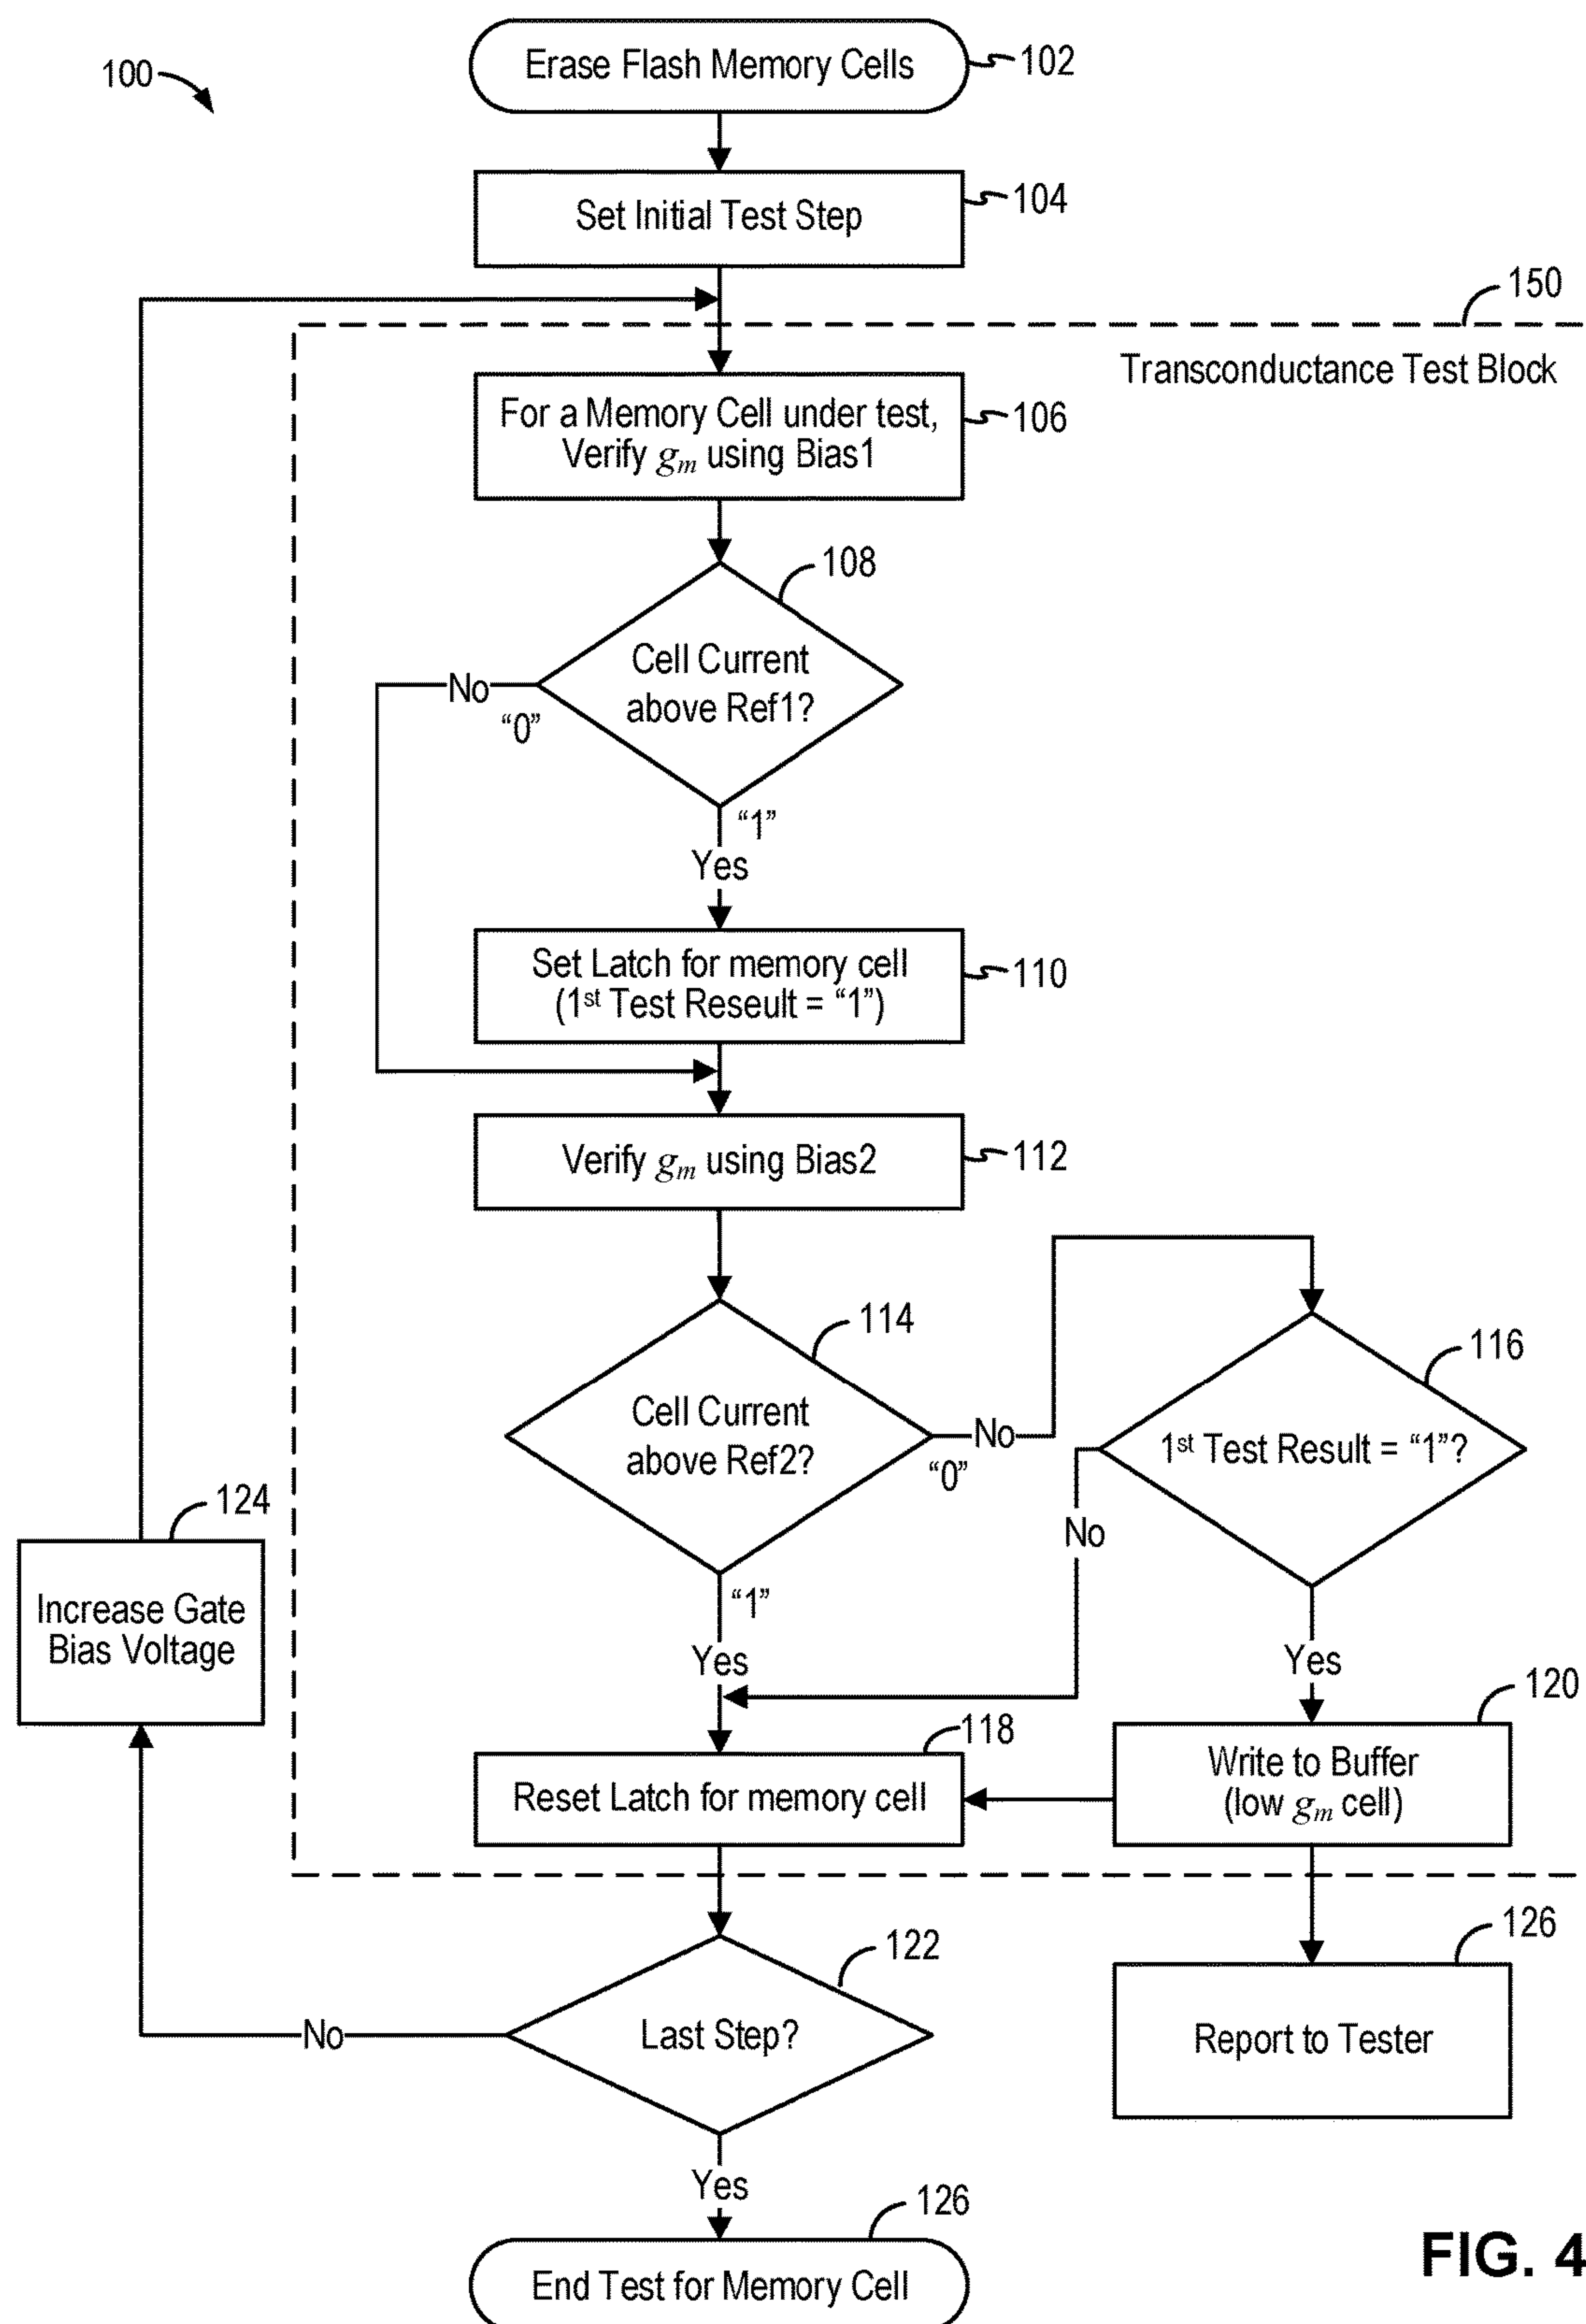 100
Erase Flash Memory Cells
102
Set Initial Test Step
104
150
Transconductance Test Block
For a Memory Cell under test,
Verify gm using Bias1
106
108
Cell Current
above Ref1?
No
“0”
“1”
Yes
Set Latch for memory cell
(1st Test Reseult = “1”)
110
Verify gm using Bias2
112
114
Cell Current
above Ref2?
No
“0”
116
1st Test Result = “1”?
No
“1”
Yes
Yes
124
Increase Gate
Bias Voltage
118
Reset Latch for memory cell
120
Write to Buffer
(low gm cell)
122
Last Step?
No
126
Report to Tester
Yes
126
End Test for Memory Cell
FIG. 4